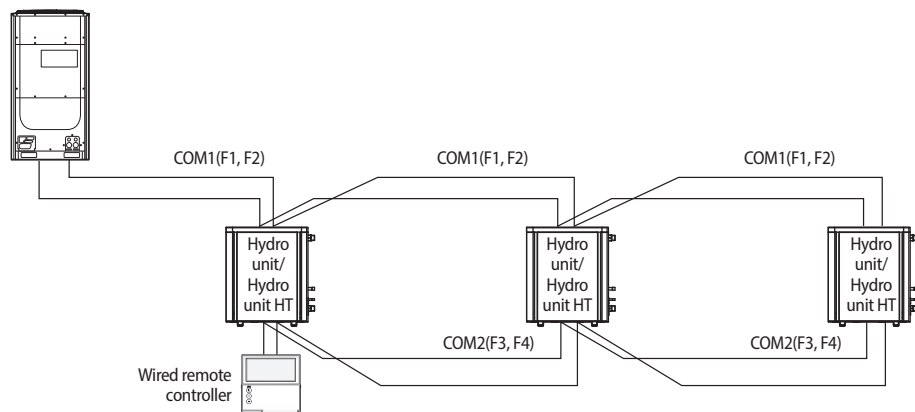 COM1(F1, F2)
COM1(F1, F2)
COM1(F1, F2)
Hydro
unit/
Hydro
unit HT
Hydro
unit/
Hydro
unit HT
Hydro
unit/
Hydro
unit HT
COM2(F3, F4)
COM2(F3, F4)
Wired remote
controller